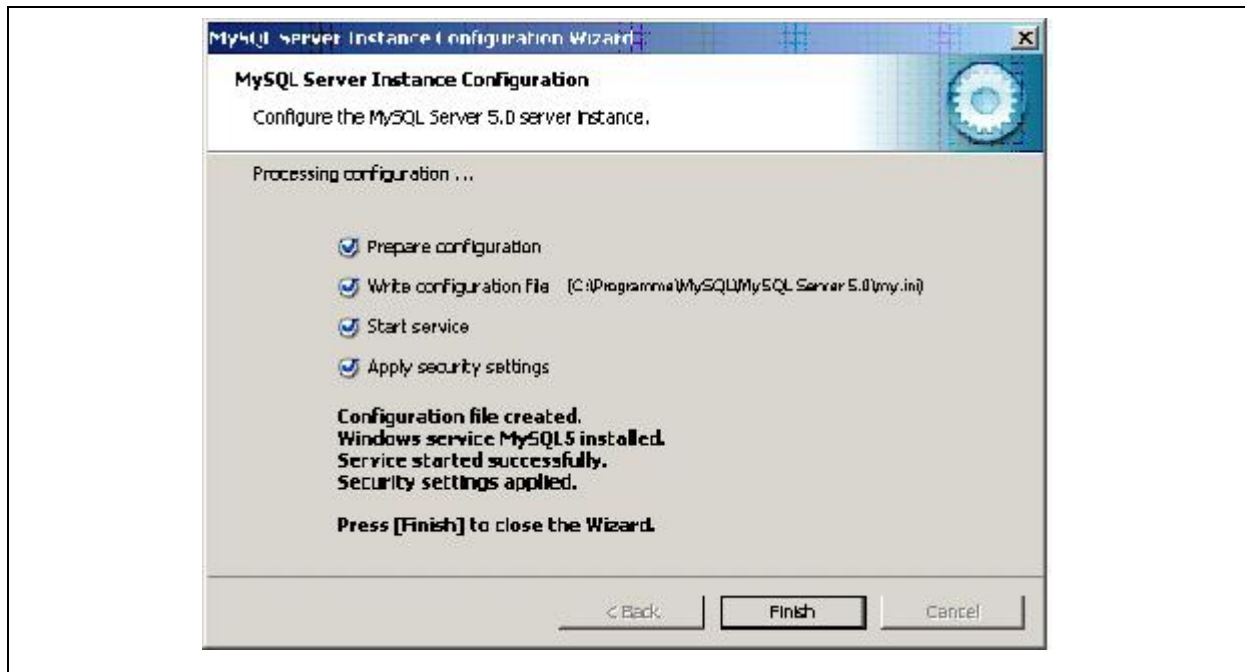 MySQL Server Instance Configuration Wizard
MySQL Server Instance Configuration
Configure the MySQL Server 5.0 server instance.
Processing configuration ...
Prepare configuration
Write configuration file (C:\Programme\MySQL\MySQL Server 5.0\my.ini)
Start service
Apply security settings
Configuration file created.
Windows service MySQL5 installed.
Service started successfully.
Security settings applied.
Press [Finish] to close the Wizard.
< Back Finish Cancel